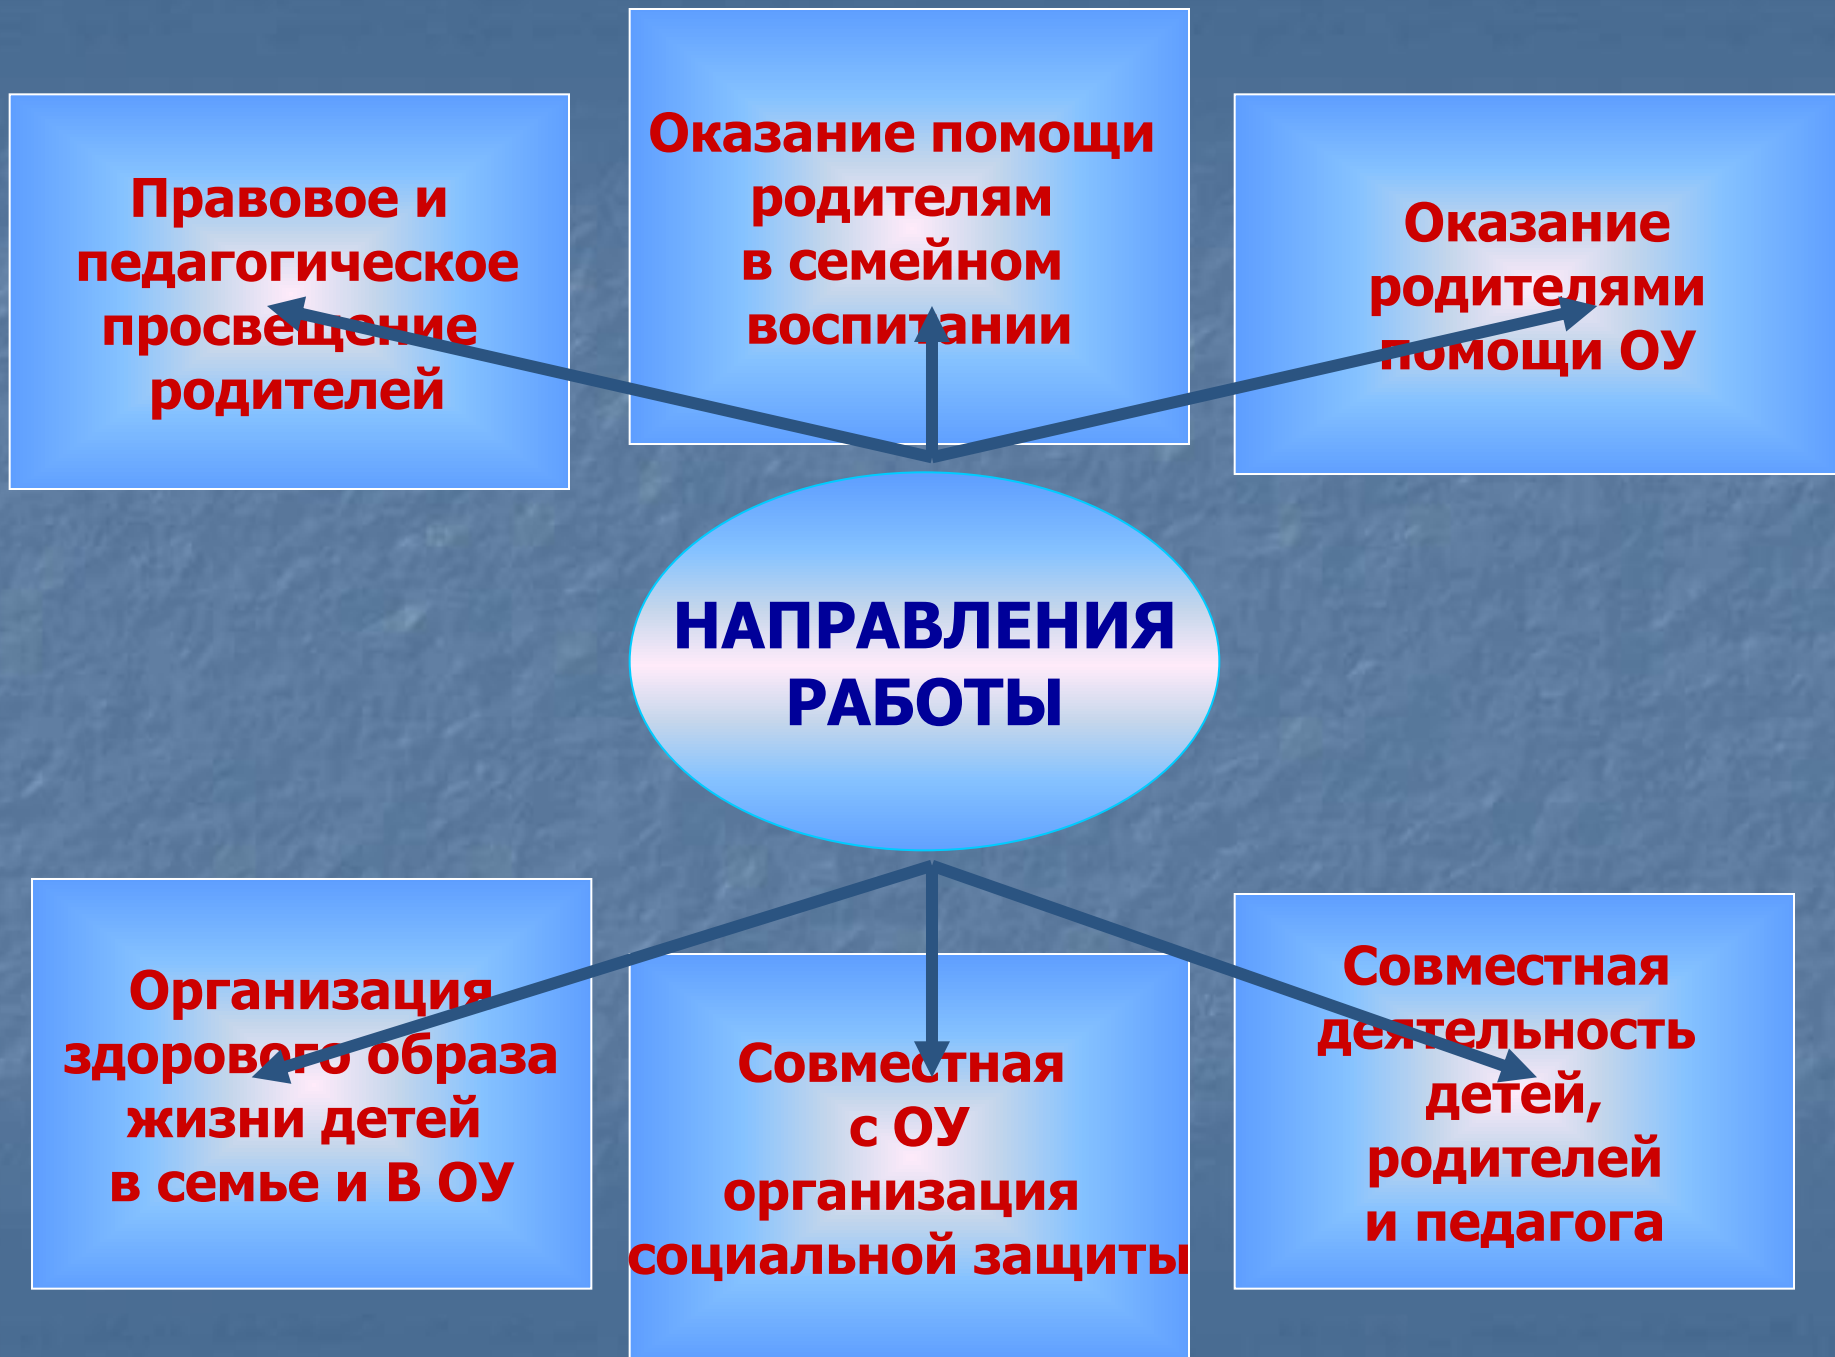 Правовое и
педагогическое
просвещение
родителей
Оказание помощи
родителям
в семейном
воспитании
Оказание
родителями
помощи ОУ
НАПРАВЛЕНИЯ
РАБОТЫ
Организация
здорового образа
жизни детей
в семье и В ОУ
Совместная
с ОУ
организация
социальной защиты
Совместная
деятельность
детей,
родителей
и педагога